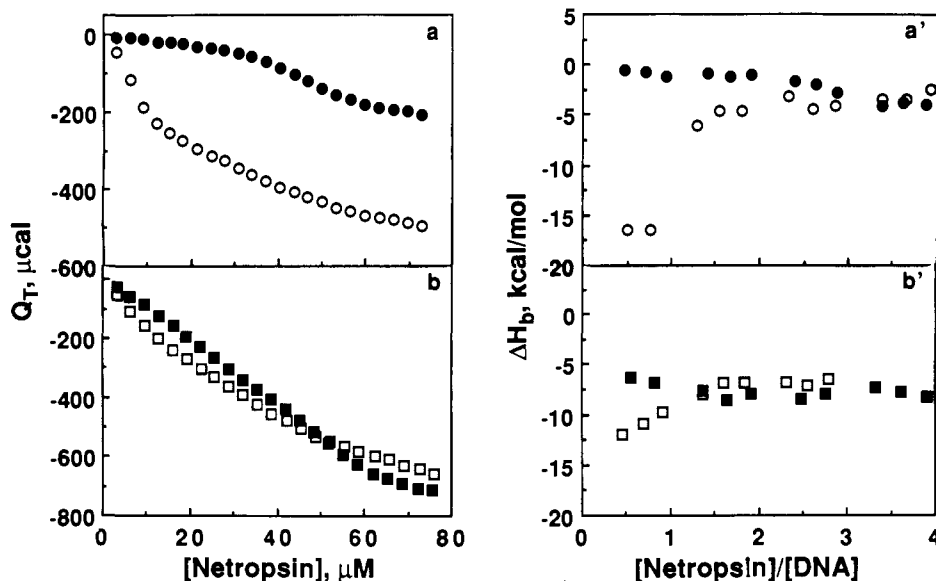 a
0
-200
-400
-600
b
-200
-400
-600
-800
0 20 40 60 80
Q_T, μcal
[Netropsin], μM
a'
5
0
-5
-10
-15
-20
b'
0
-5
-10
-15
-20
0 1 2 3 4
ΔH_b, kcal/mol
[Netropsin]/[DNA]